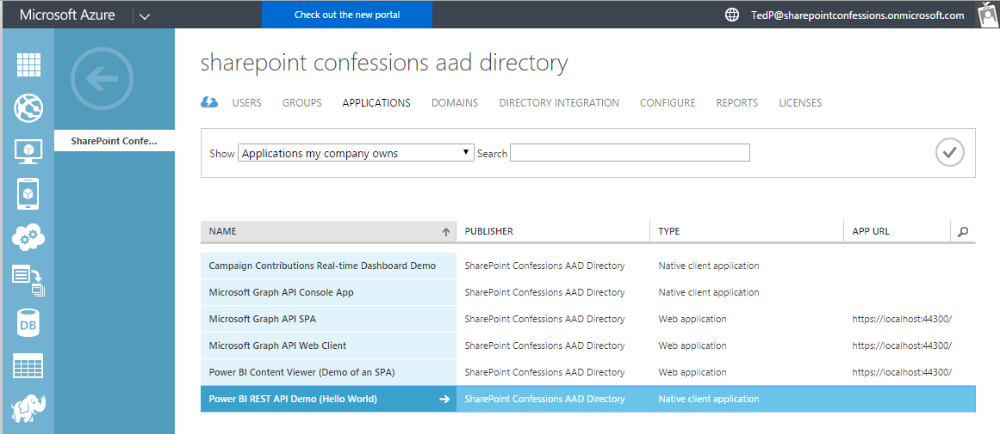 Microsoft Azure Check out the new portal TedP@sharepointconfessions.onmicrosoft.com
sharepoint confessions aad directory
USERS GROUPS APPLICATIONS DOMAINS DIRECTORY INTEGRATION CONFIGURE REPORTS LICENSES
SharePoint Confe...
Show Applications my company owns Search
NAME PUBLISHER TYPE APP URL
Campaign Contributions Real-time Dashboard Demo SharePoint Confessions AAD Directory Native client application
Microsoft Graph API Console App SharePoint Confessions AAD Directory Native client application
Microsoft Graph API SPA SharePoint Confessions AAD Directory Web application https://localhost:44300/
DB
Microsoft Graph API Web Client SharePoint Confessions AAD Directory Web application https://localhost:44300/
Power BI Content Viewer (Demo of an SPA) SharePoint Confessions AAD Directory Web application https://localhost:44300/
Power BI REST API Demo (Hello World) SharePoint Confessions AAD Directory Native client application